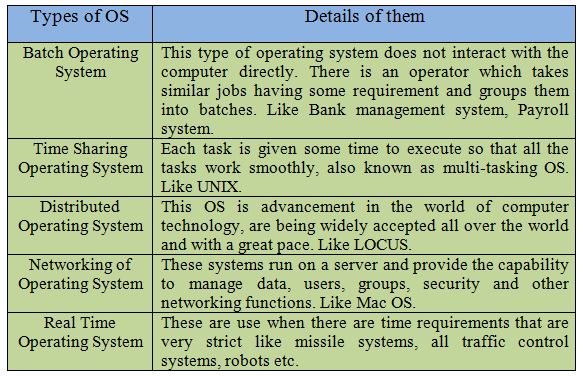 Types of OS
Details of them
Batch Operating
System
This type of operating system does not interact with the
computer directly. There is an operator which takes
similar jobs having some requirement and groups them
into batches. Like Bank management system, Payroll
system.
Time Sharing
Operating System
Each task is given some time to execute so that all the
tasks work smoothly, also known as multi-tasking OS.
Like UNIX.
Distributed
Operating System
This OS is advancement in the world of computer
technology, are being widely accepted all over the world
and with a great pace. Like LOCUS.
Networking of
Operating System
These systems run on a server and provide the capability
to manage data, users, groups, security and other
networking functions. Like Mac OS.
Real Time
Operating System
These are use when there are time requirements that are
very strict like missile systems, all traffic control
systems, robots etc.